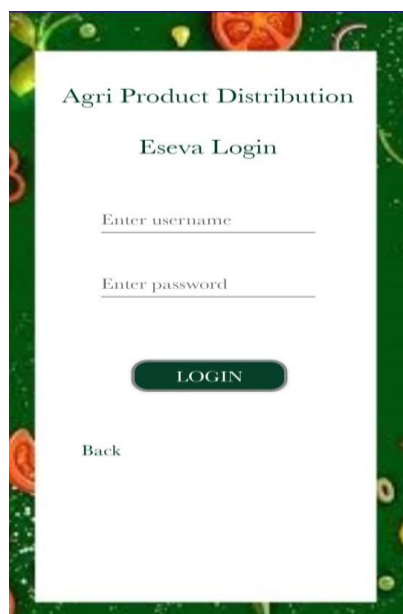 Agri Product Distribution
Eseva Login
Enter username
Enter password
LOGIN
Back